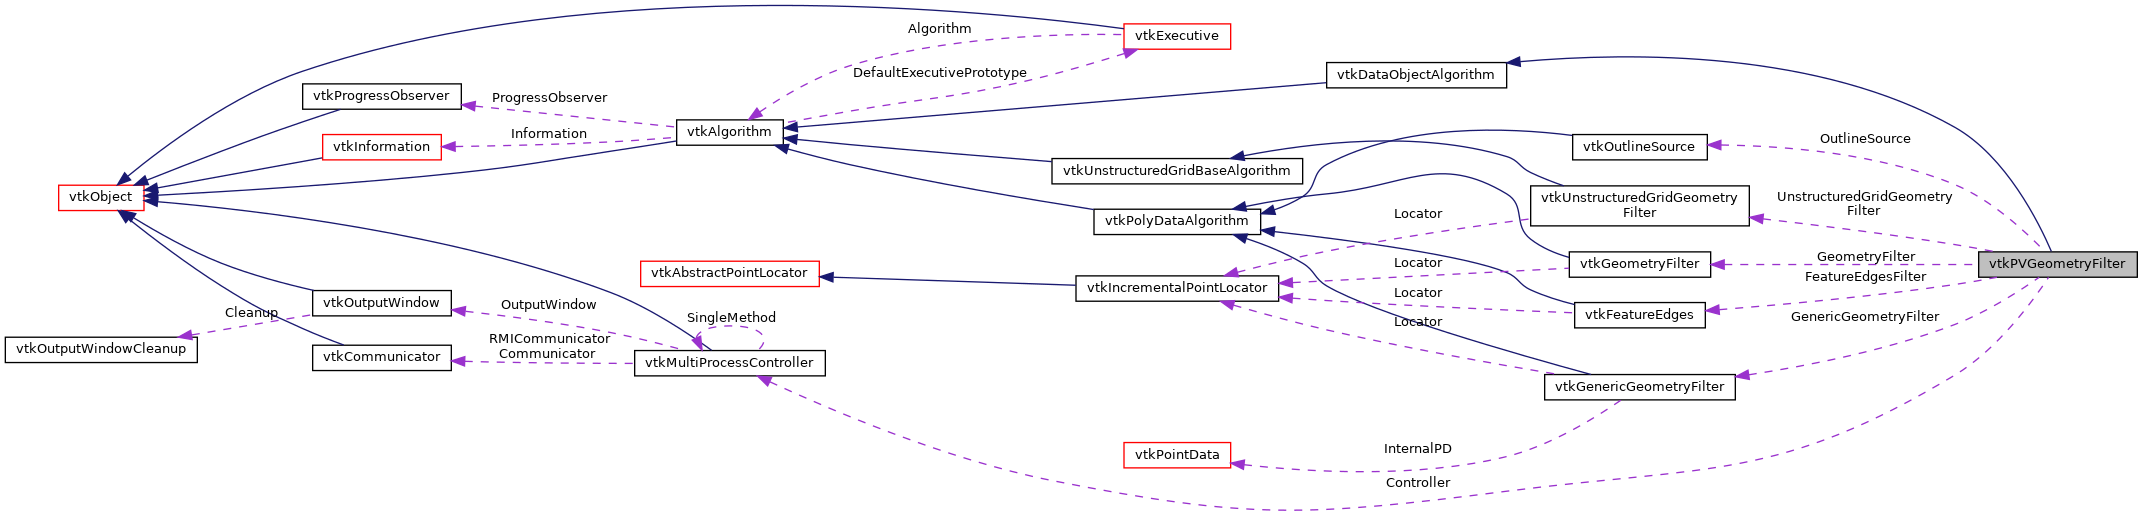 Algorithm
vtkExecutive
DefaultExecutivePrototype
vtkDataObjectAlgorithm
vtkProgressObserver
ProgressObserver
vtkAlgorithm
Information
vtkInformation
OutlineSource
vtkOutlineSource
vtkUnstructuredGridBaseAlgorithm
vtkObject
vtkUnstructuredGridGeometry
Filter
UnstructuredGridGeometry
Filter
vtkPolyDataAlgorithm
Locator
vtkAbstractPointLocator
Locator
vtkGeometryFilter
GeometryFilter
vtkPVGeometryFilter
FeatureEdgesFilter
vtkIncrementalPointLocator
Locator
vtkOutputWindow
OutputWindow
Cleanup
SingleMethod
Locator
vtkFeatureEdges
GenericGeometryFilter
vtkOutputWindowCleanup
vtkCommunicator
RMICommunicator
Communicator
vtkMultiProcessController
vtkGenericGeometryFilter
InternalPD
vtkPointData
Controller